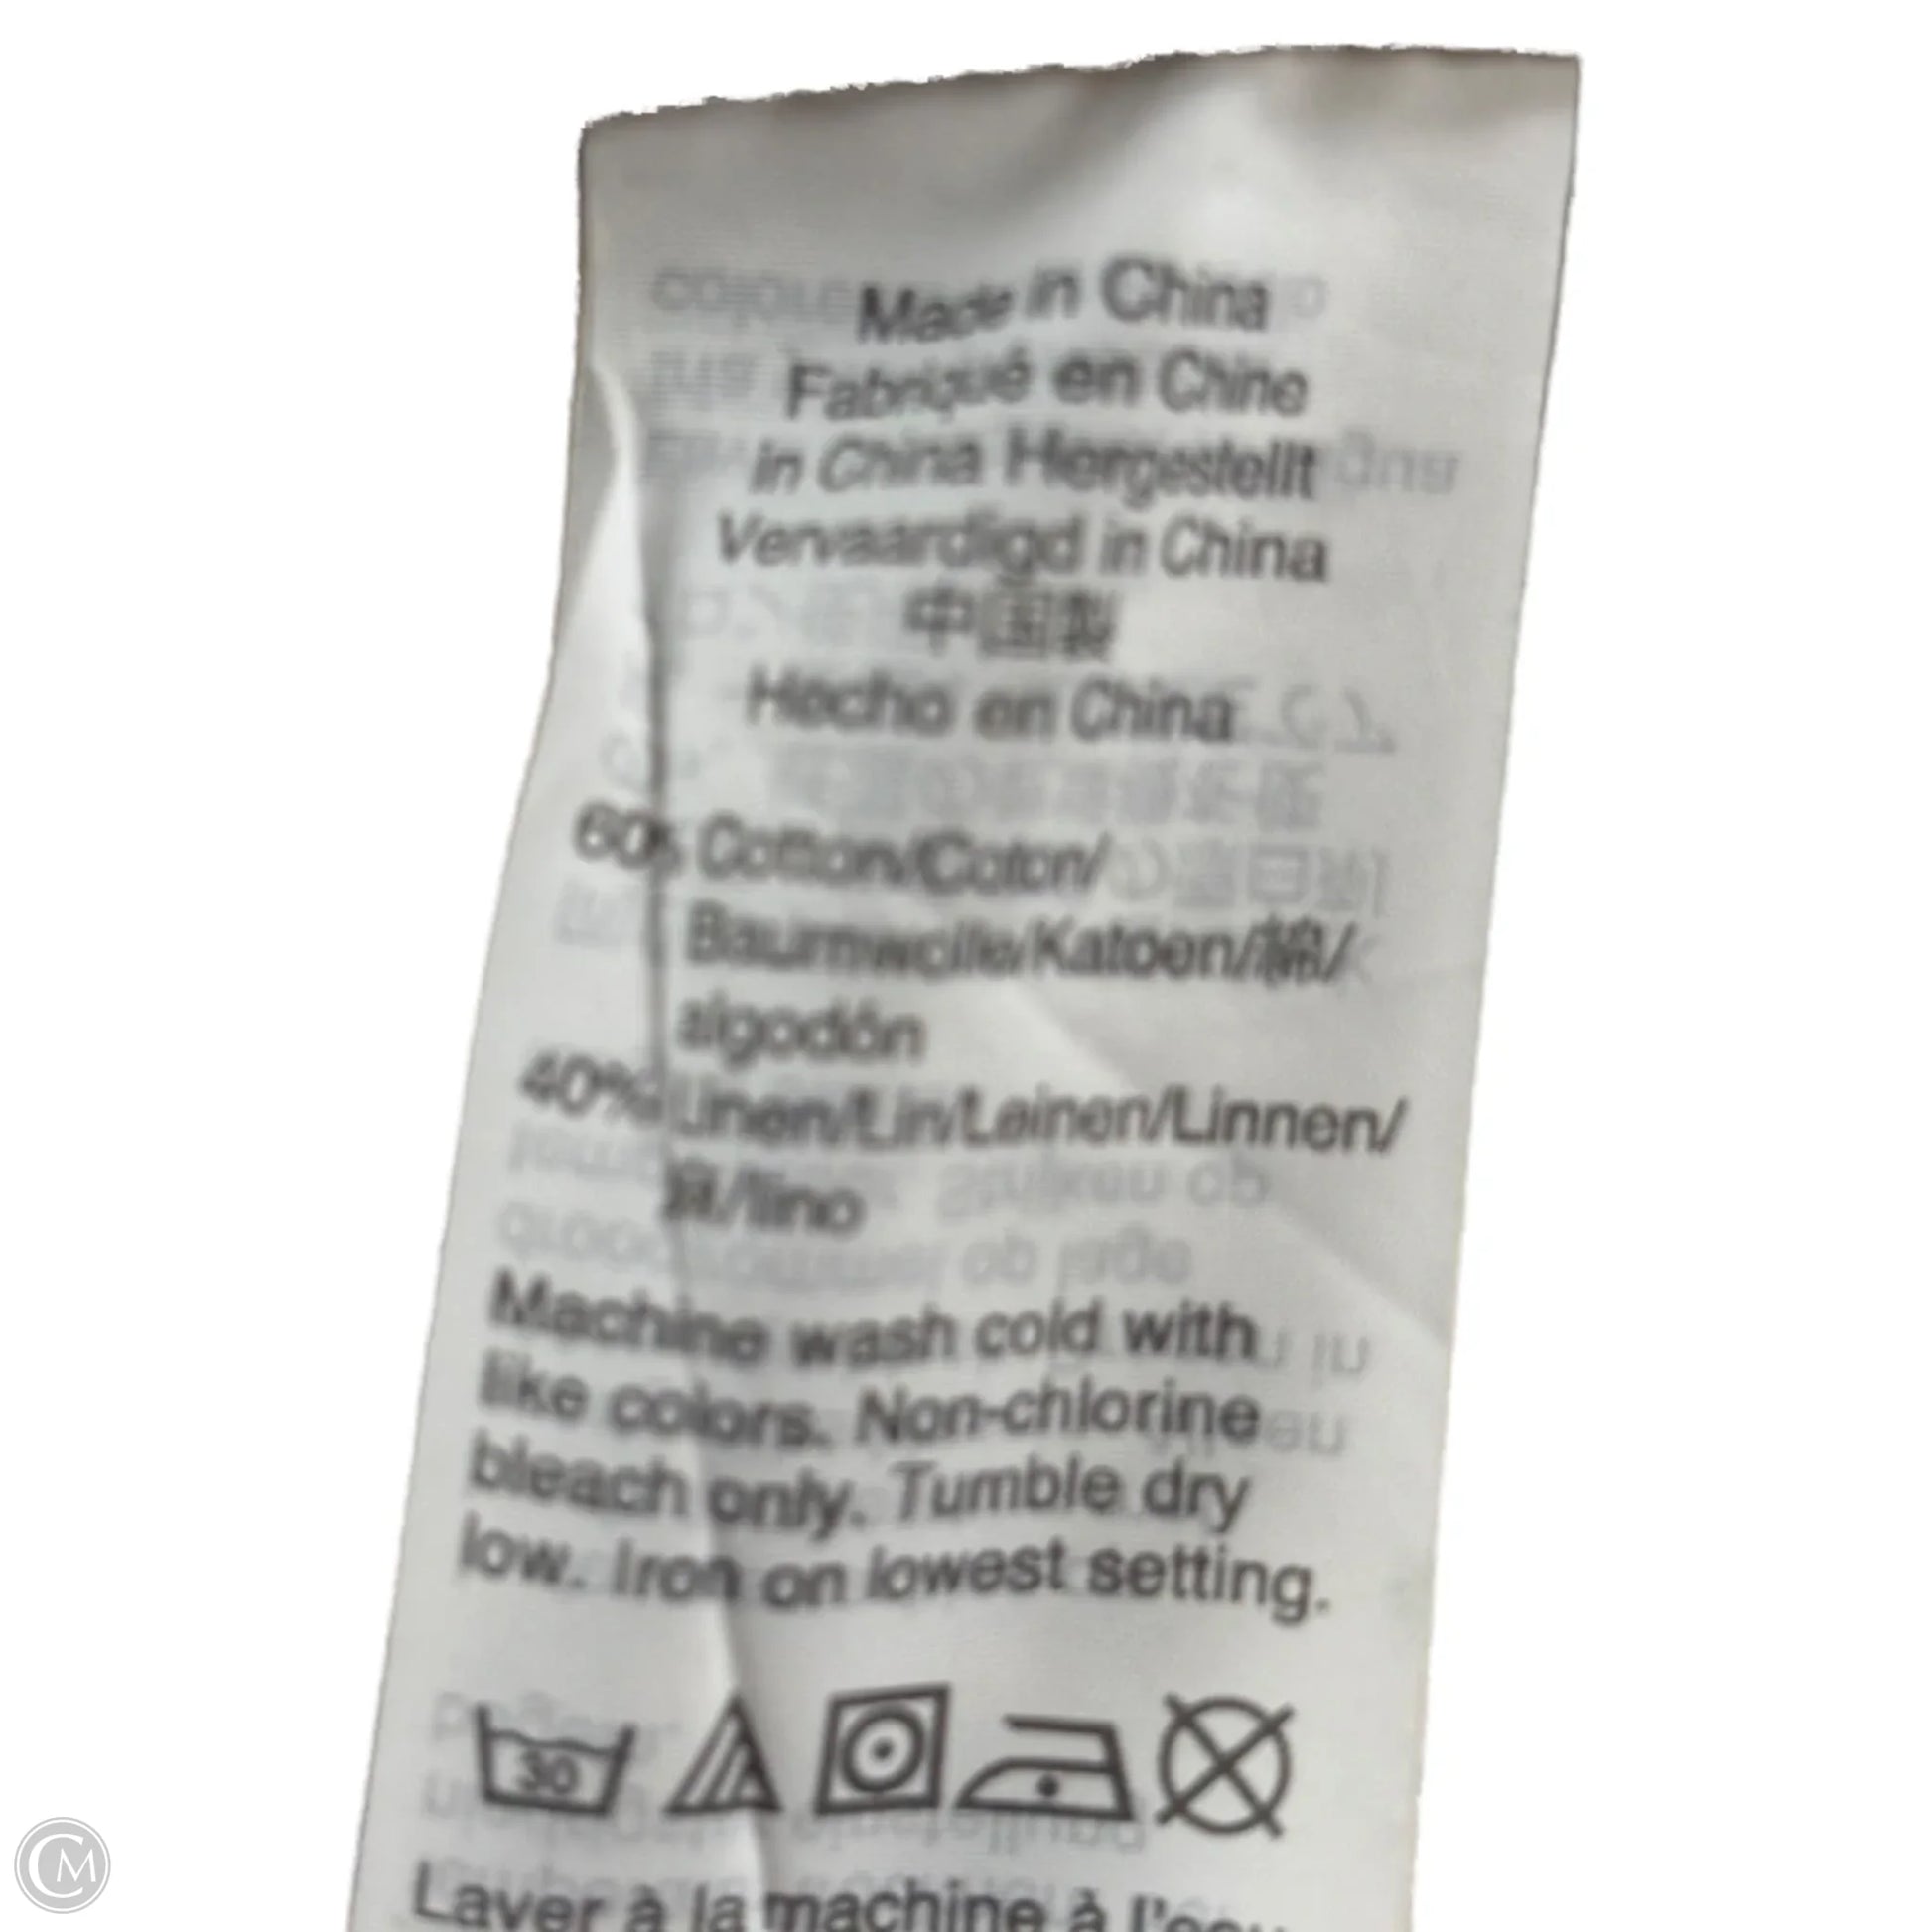 Made in China
Fabriqué en Chine
in China Hergestellt
Vervaardigd in China
中国製
Hecho en China
60% Cotton/Coton/
Baumwolle/Katoen/綿/
algodón
40% Linen/Lin/Leinen/Linnen/
麻/lino
Machine wash cold with
like colors. Non-chlorine
bleach only. Tumble dry
low. Iron on lowest setting.
30
Laver à la machine à l'eau
CM